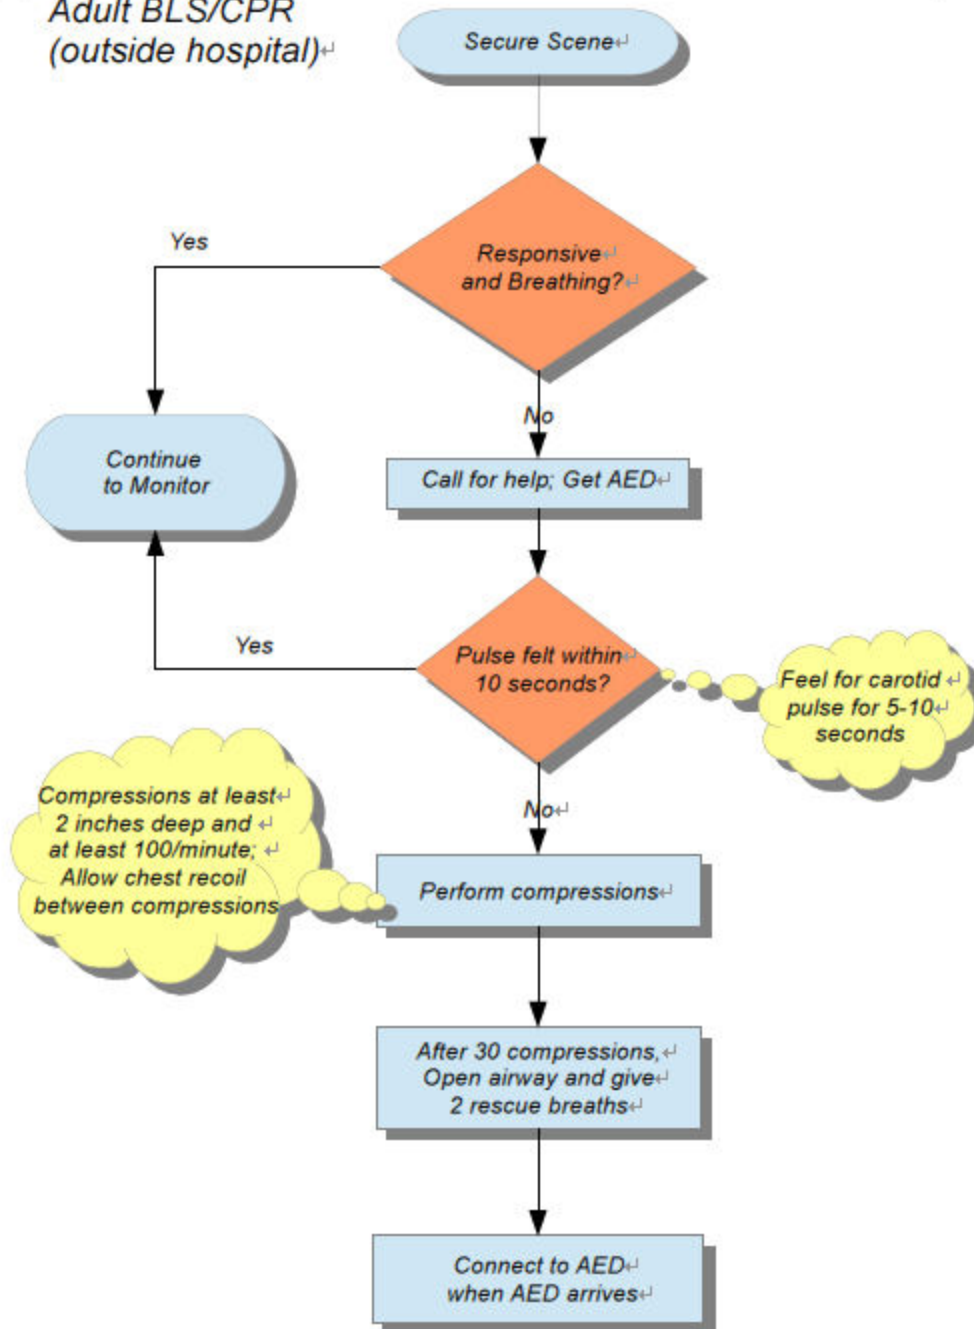 Adult BLS/CPR
(outside hospital)
Secure Scene
Responsive
and Breathing?
Yes
No
Continue
to Monitor
Call for help; Get AED
Pulse felt within
10 seconds?
Yes
Feel for carotid
pulse for 5-10
seconds
No
Compressions at least
2 inches deep and
at least 100/minute;
Allow chest recoil
between compressions
Perform compressions
After 30 compressions,
Open airway and give
2 rescue breaths
Connect to AED
when AED arrives